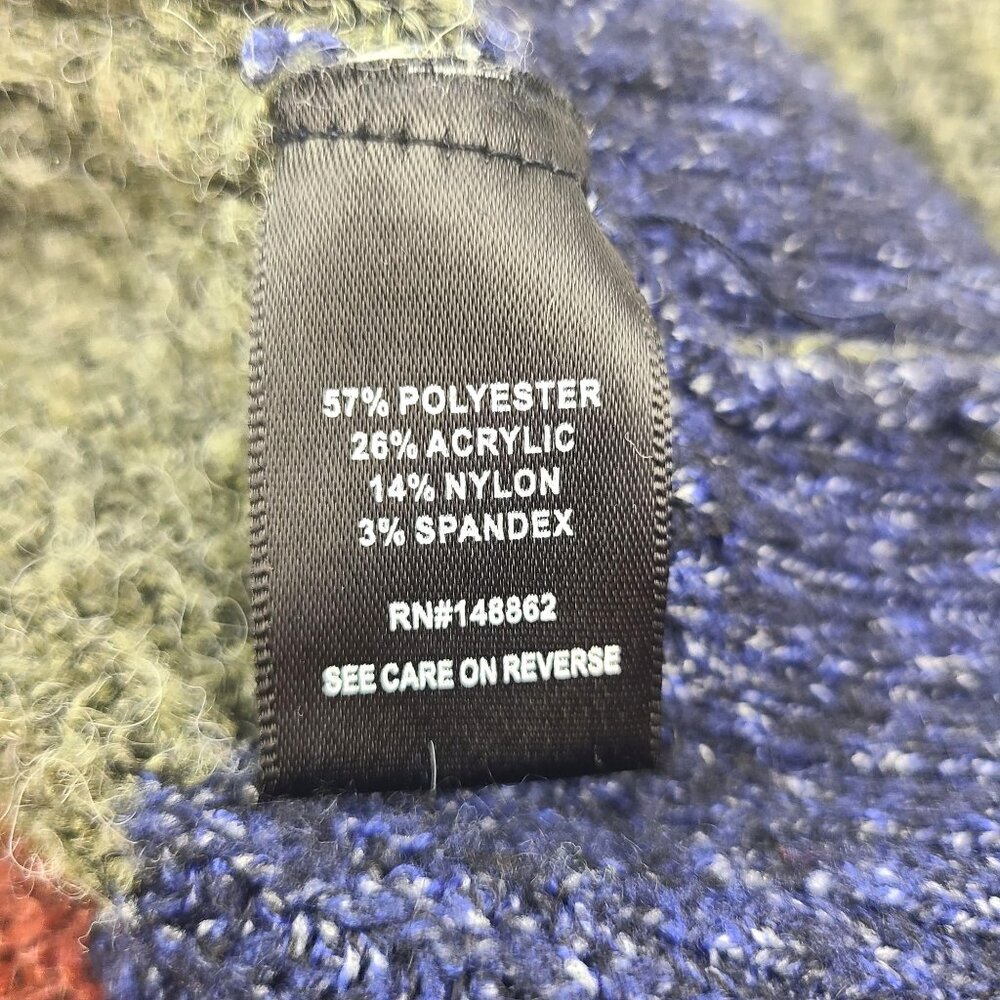 57% POLYESTER
26% ACRYLIC
14% NYLON
3% SPANDEX
RN#148862
SEE CARE ON REVERSE